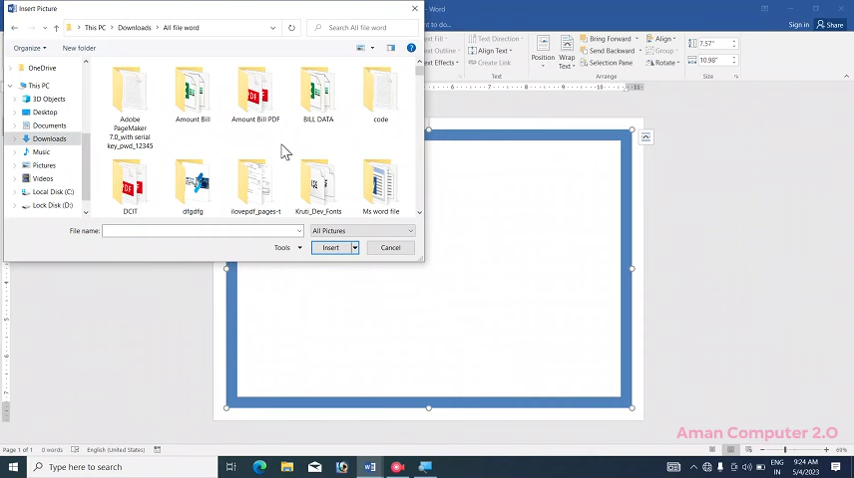 Insert Picture
- Word
This PC
Downloads
All file word
Search All file word
t to do...
Sign in
Share
Organize
New folder
Text Fill
Text Outline
Text Effects
Text Direction
Align Text
Create Link
Position
Wrap
Text
Bring Forward
Send Backward
Selection Pane
Align
Group
Rotate
7.57"
10.98"
Arrange
Size
OneDrive
This PC
3D Objects
Desktop
Documents
Downloads
Music
Pictures
Videos
Local Disk (C:)
Lock Disk (D:)
Adobe
PageMaker
7.0_with serial
key_pwd_12345
Amount Bill
Amount Bill PDF
BILL DATA
code
DCIT
dfgdfg
ilovepdf_pages-t
Kruti_Dev_Fonts
Ms word file
File name:
All Pictures
Tools
Insert
Cancel
Aman Computer 2.O
Page 1 of 1
0 words
English (United States)
69%
Type here to search
ENG
IN
9:24 AM
5/4/2023